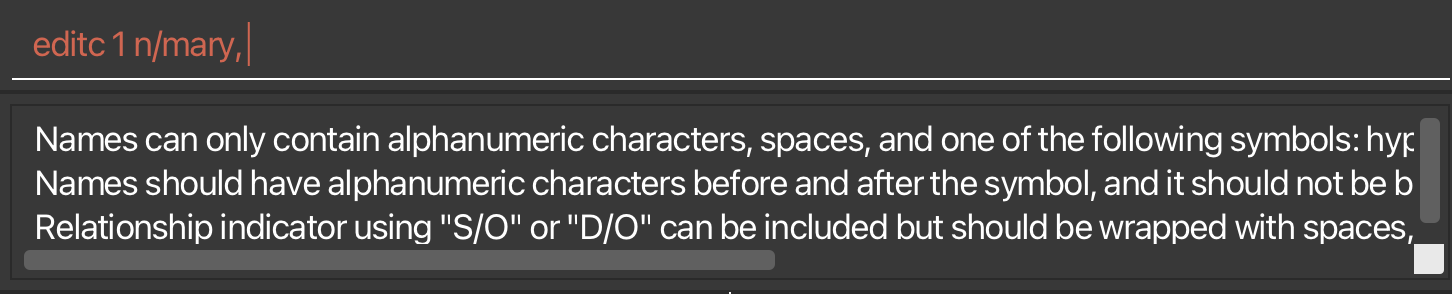 editc 1 n/mary,
Names can only contain alphanumeric characters, spaces, and one of the following symbols: hyp
Names should have alphanumeric characters before and after the symbol, and it should not be b
Relationship indicator using "S/O" or "D/O" can be included but should be wrapped with spaces,